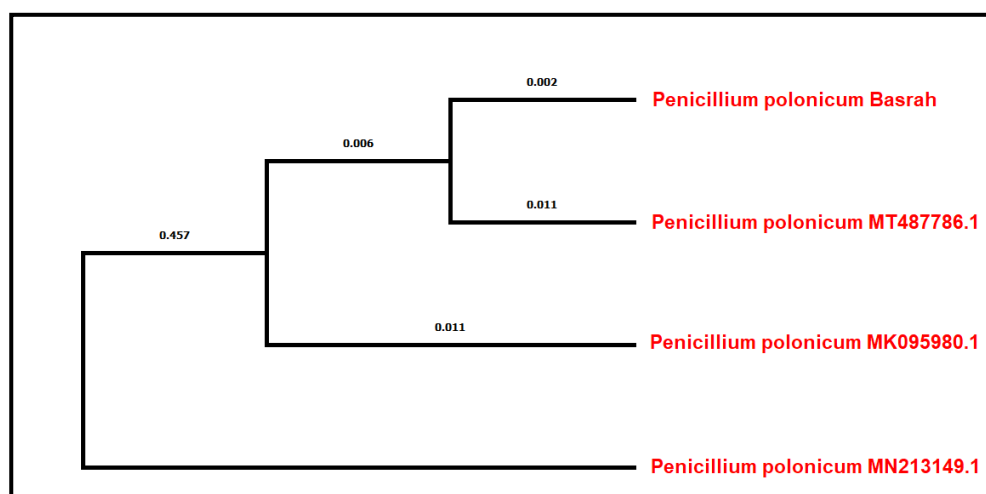 0.002
Penicillium polonicum Basrah
0.006
0.011
Penicillium polonicum MT487786.1
0.457
0.011
Penicillium polonicum MK095980.1
Penicillium polonicum MN213149.1